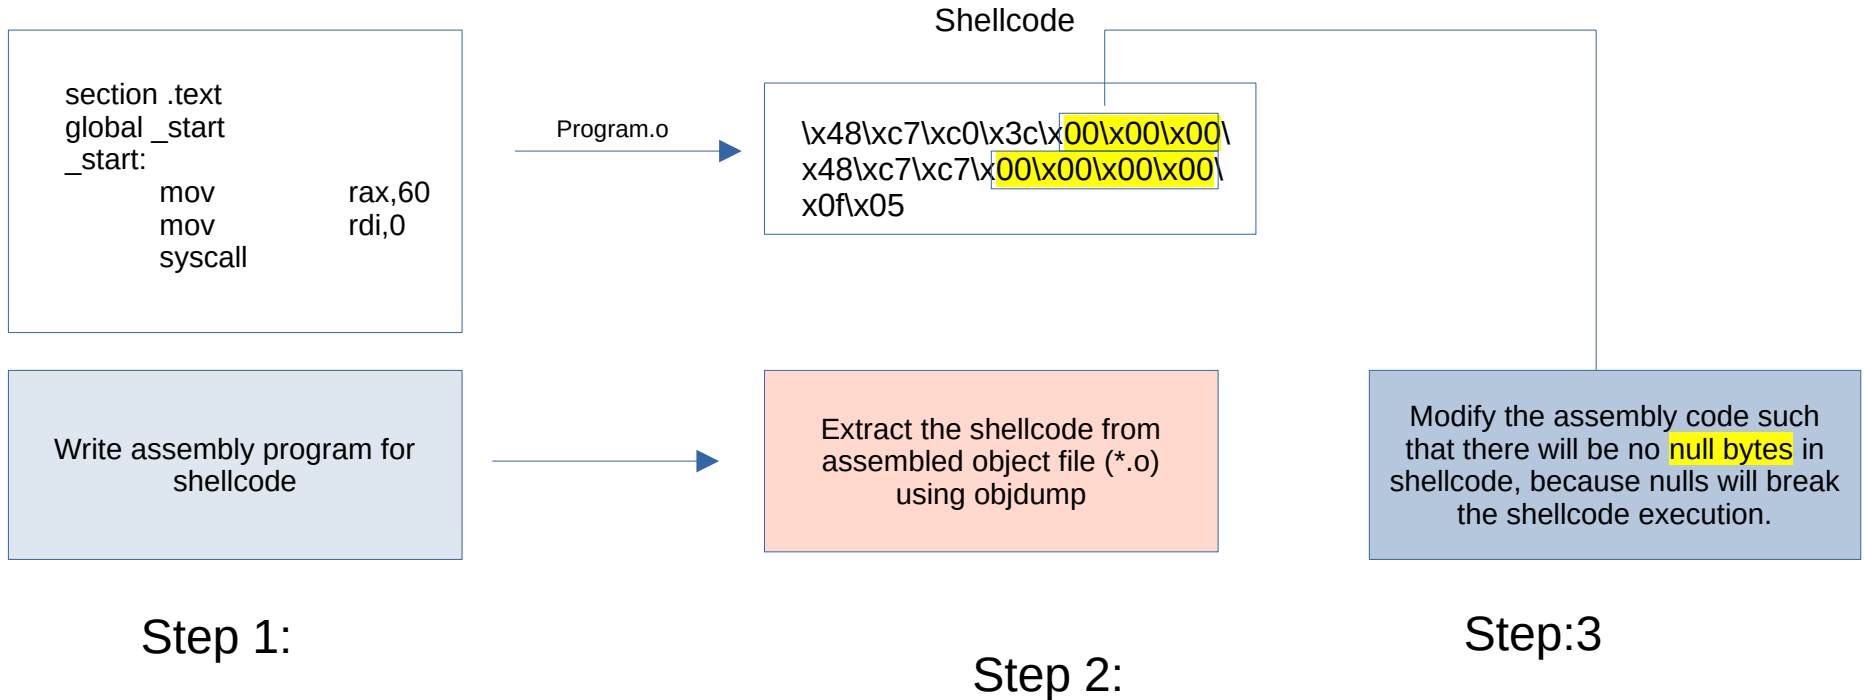 Shellcode
section .text
global _start
_start:
mov rax,60
mov rdi,0
syscall
Program.o
\x48\xc7\xc0\x3c\x00\x00\x00\
x48\xc7\xc7\x00\x00\x00\x00\
x0f\x05
Write assembly program for
shellcode
Extract the shellcode from
assembled object file (*.o)
using objdump
Modify the assembly code such
that there will be no null bytes in
shellcode, because nulls will break
the shellcode execution.
Step 1:
Step 2:
Step:3